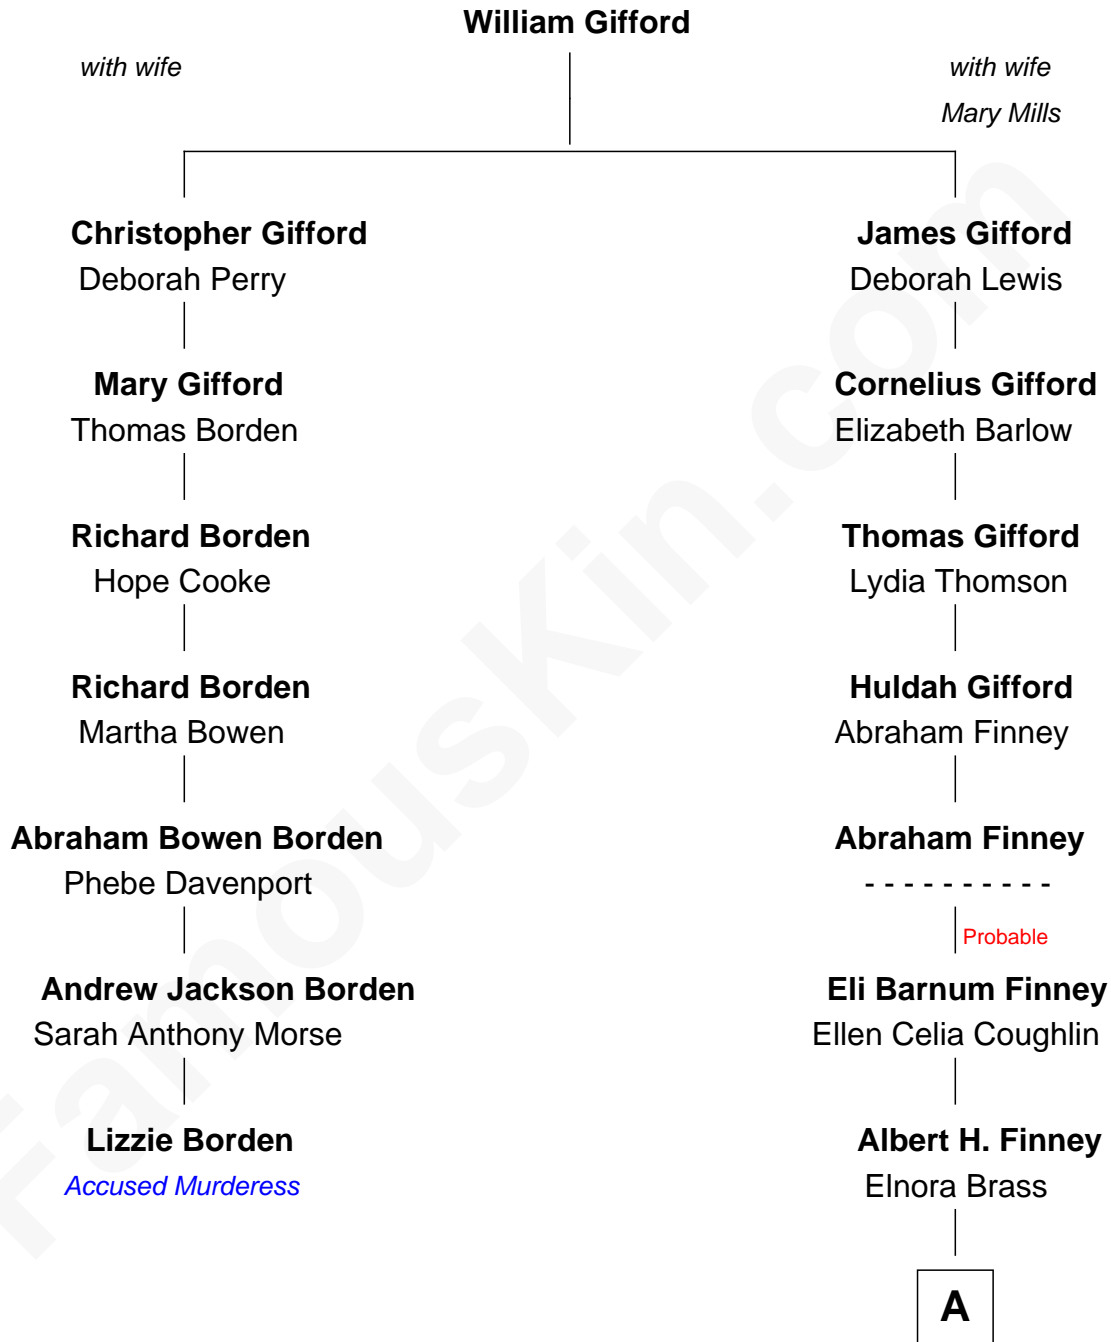 William Gifford
with wife
with wife
Mary Mills
Christopher Gifford
Deborah Perry
James Gifford
Deborah Lewis
Mary Gifford
Thomas Borden
Cornelius Gifford
Elizabeth Barlow
Richard Borden
Hope Cooke
Thomas Gifford
Lydia Thomson
Richard Borden
Martha Bowen
Huldah Gifford
Abraham Finney
Abraham Bowen Borden
Phebe Davenport
Abraham Finney
- - - - - - - - - -
Probable
Andrew Jackson Borden
Sarah Anthony Morse
Eli Barnum Finney
Ellen Celia Coughlin
Lizzie Borden
Accused Murderess
Albert H. Finney
Elnora Brass
A
FamousKin.com